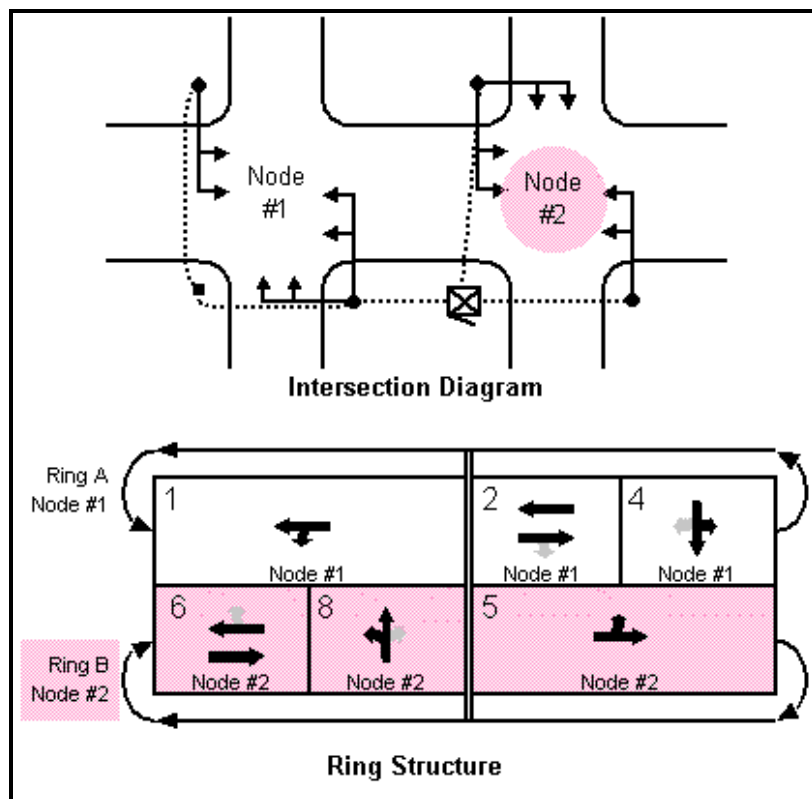 Node
#1
Node
#2
Intersection Diagram
Ring A
Node #1
1
Node #1
2
Node #1
4
Node #1
Ring B
Node #2
6
Node #2
8
Node #2
5
Node #2
Ring Structure